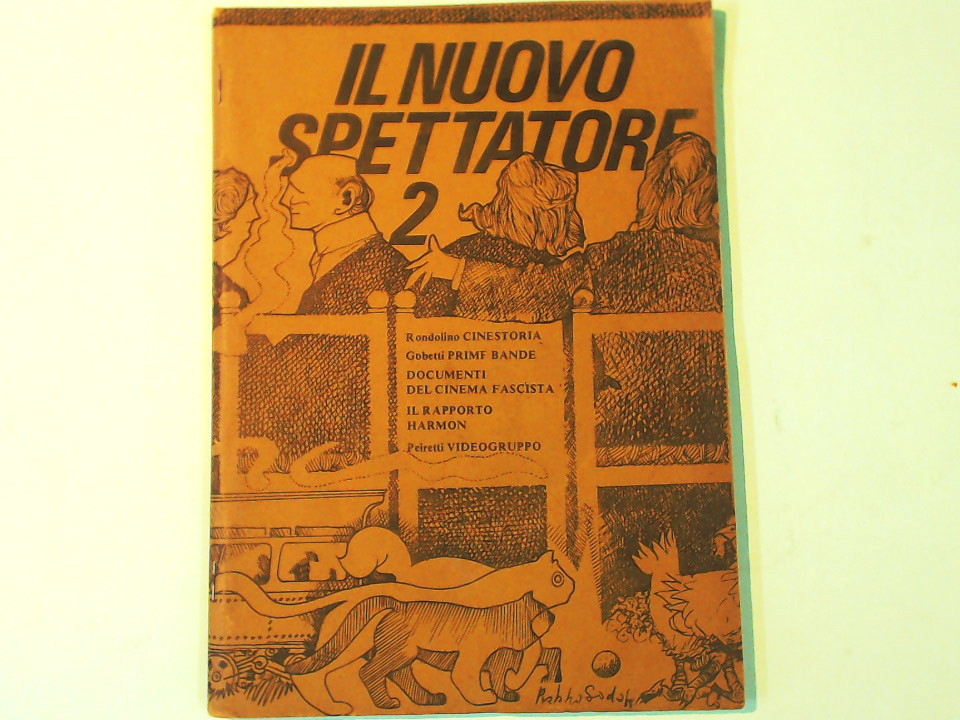 IL NUOVO
SPETTATORE
2
Rondolino CINESTORIA
Gobetti PRIME BANDE
DOCUMENTI
DEL CINEMA FASCISTA
IL RAPPORTO
HARMON
Peiretti VIDEOGRUPPO